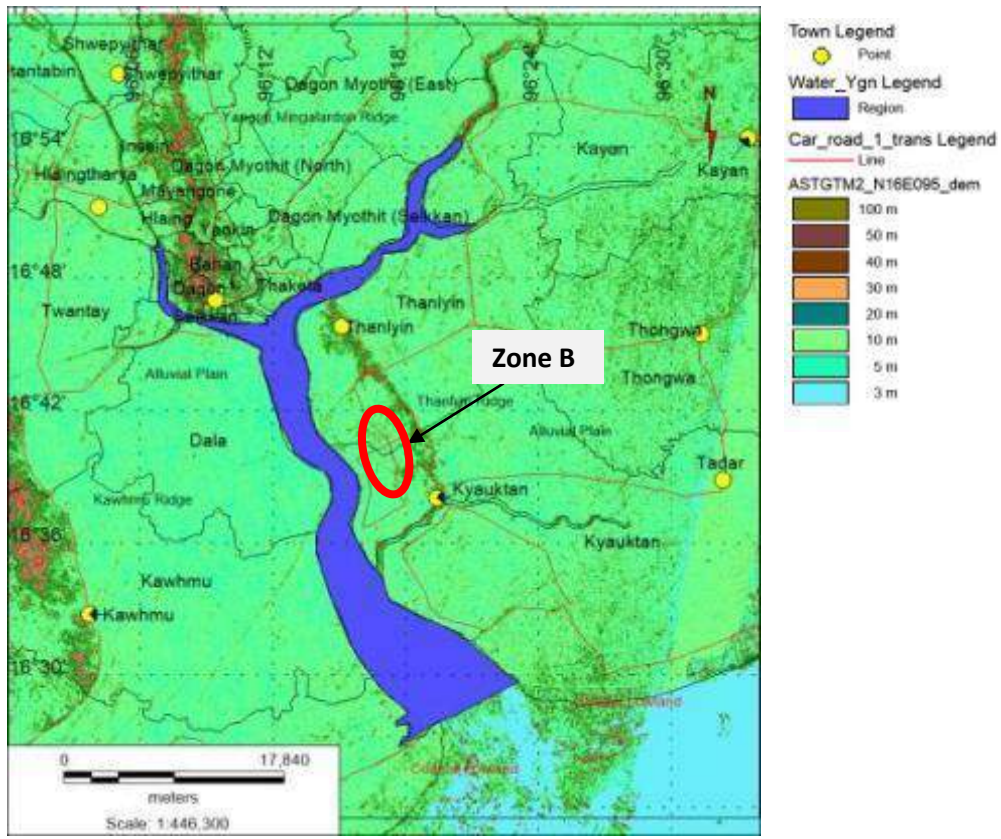 Shwepyithar
Shwepyithar
96°12'
96°18'
96°24'
96°30'
Dagon Myothit (East)
Yangon Mingalardon Ridge
16°54'
Insein
Dagon Myothit (North)
Kayan
Kayan
Hlaingtharya
Mayangone
Hlaing
Yankin
Dagon Myothit (Seikkan)
16°48'
Bahan
Dagon
Thaketa
Seikkan
Twantay
Thanlyin
Thanlyin
Thongwa
Zone B
Alluvial Plain
Thongwa
16°42'
Thanlyin Ridge
Alluvial Plain
Dala
Tadar
Kawhmu Ridge
Kyauktan
16°36'
Kyauktan
Kawhmu
Kawhmu
16°30'
0 17,840
meters
Scale: 1:446,300
N
Town Legend
Point
Water_Ygn Legend
Region
Car_road_1_trans Legend
Line
ASTGTM2_N16E095_dem
100 m
50 m
40 m
30 m
20 m
10 m
5 m
3 m